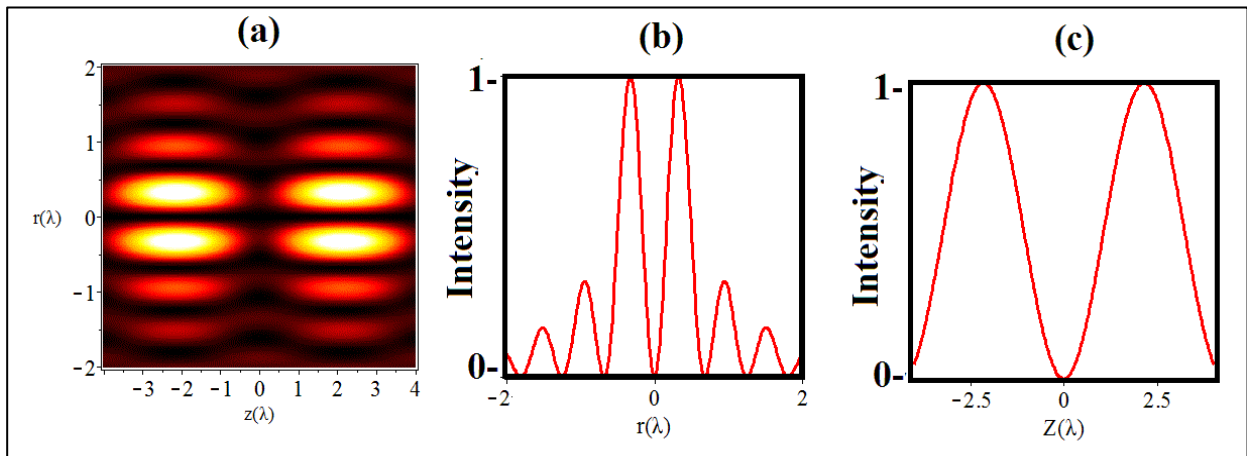 (a)
2
1
r(λ)
0
-1
-2
-3 -2 -1 0 1 2 3 4
z(λ)
(b)
1-
Intensity
0-
-2 0 2
r(λ)
(c)
1-
Intensity
0-
-2.5 0 2.5
Z(λ)